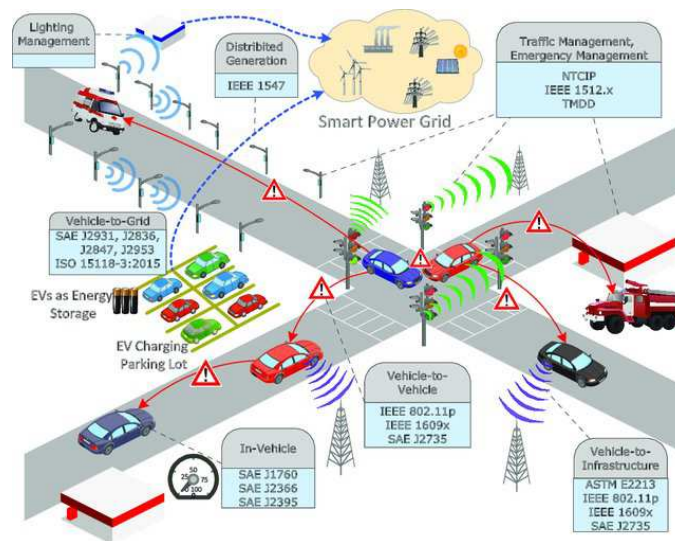 Lighting
Management
Distribited
Generation
IEEE 1547
Smart Power Grid
Traffic Management,
Emergency Management
NTCIP
IEEE 1512.x
TMDD
Vehicle-to-Grid
SAE J2931, J2836,
J2847, J2953
ISO 15118-3:2015
EVs as Energy
Storage
EV Charging
Parking Lot
Vehicle-to-
Vehicle
IEEE 802.11p
IEEE 1609x
SAE J2735
In-Vehicle
SAE J1760
SAE J2366
SAE J2395
0 25 50 75 100
Vehicle-to-
Infrastructure
ASTM E2213
IEEE 802.11p
IEEE 1609x
SAE J2735